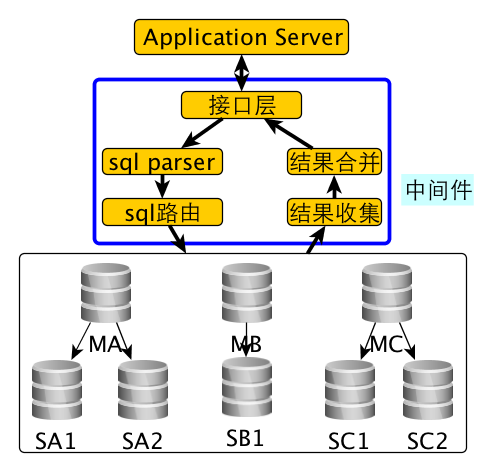 Application Server
接口层
sql parser
结果合并
中间件
sql路由
结果收集
MA
MB
MC
SA1
SA2
SB1
SC1
SC2